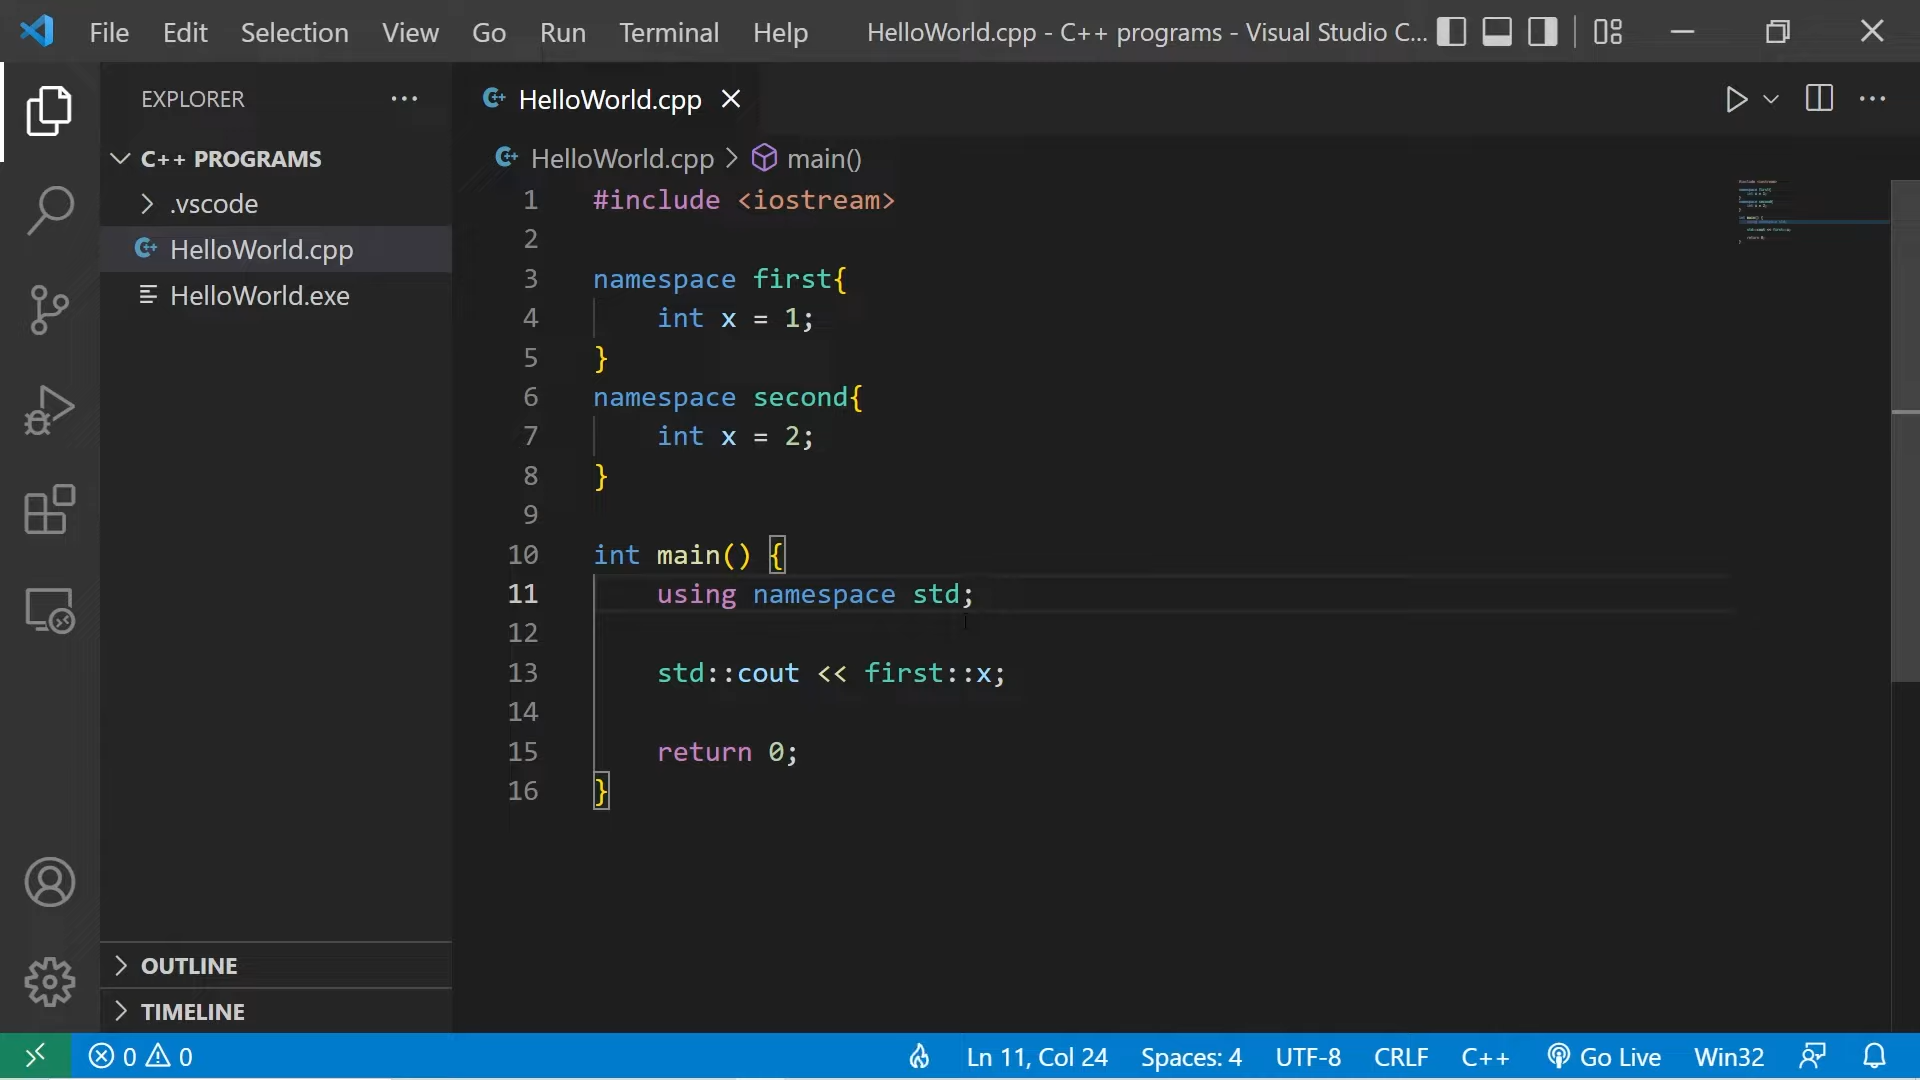 File Edit Selection View Go Run Terminal Help HelloWorld.cpp - C++ programs - Visual Studio C...
EXPLORER
C++ PROGRAMS
.vscode
HelloWorld.cpp
HelloWorld.exe
OUTLINE
TIMELINE
HelloWorld.cpp
HelloWorld.cpp > main()
1 #include <iostream>
2
3 namespace first{
4 int x = 1;
5 }
6 namespace second{
7 int x = 2;
8 }
9
10 int main() {
11 using namespace std;
12
13 std::cout << first::x;
14
15 return 0;
16 }
0 0 Ln 11, Col 24 Spaces: 4 UTF-8 CRLF C++ Go Live Win32